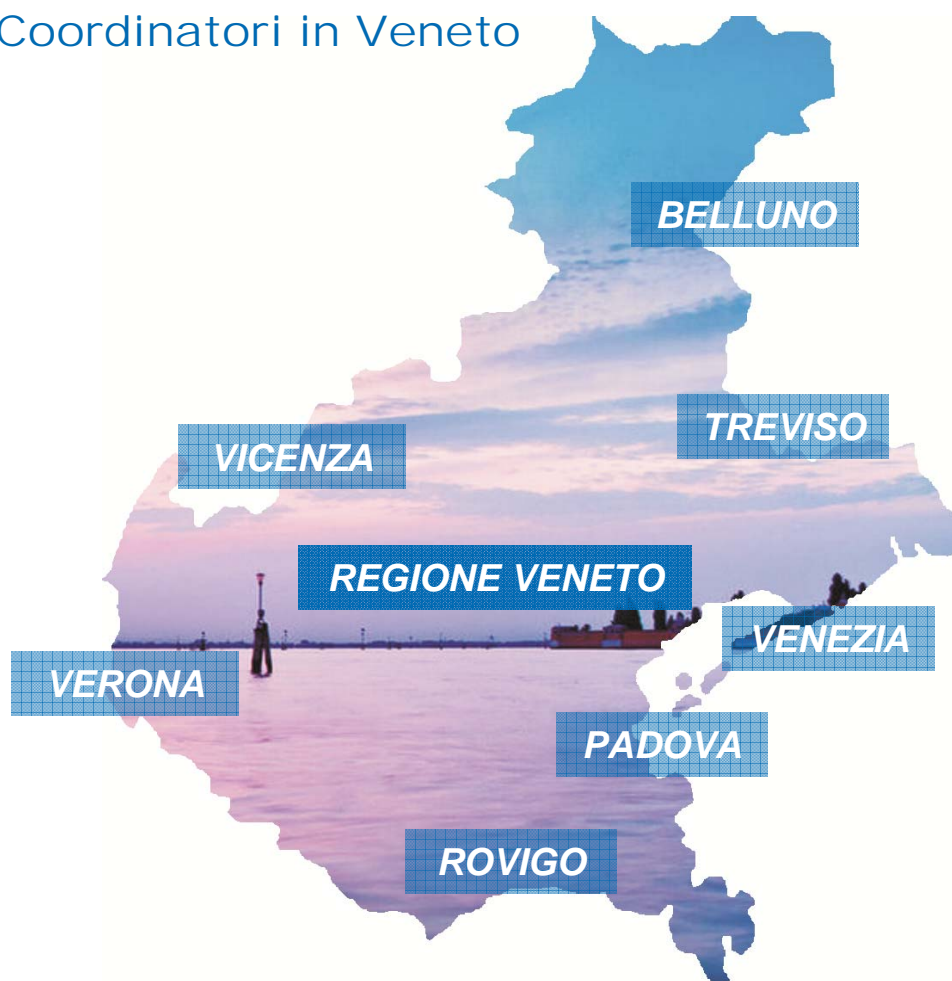 Coordinatori in Veneto
BELLUNO
TREVISO
VICENZA
REGIONE VENETO
VENEZIA
VERONA
PADOVA
ROVIGO